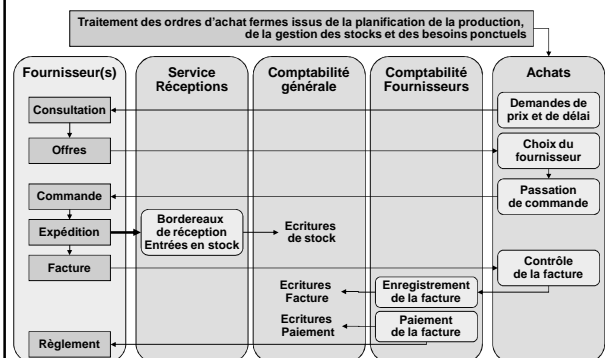 Traitement des ordres d'achat fermes issus de la planification de la production,
de la gestion des stocks et des besoins ponctuels
Fournisseur(s)
Service
Réceptions
Comptabilité
générale
Comptabilité
Fournisseurs
Achats
Consultation
Demandes de
prix et de délai
Offres
Choix du
fournisseur
Commande
Passation
de commande
Expédition
Bordereaux
de réception
Entrées en stock
Ecritures
de stock
Facture
Contrôle
de la facture
Ecritures
Facture
Enregistrement
de la facture
Ecritures
Paiement
Paiement
de la facture
Règlement